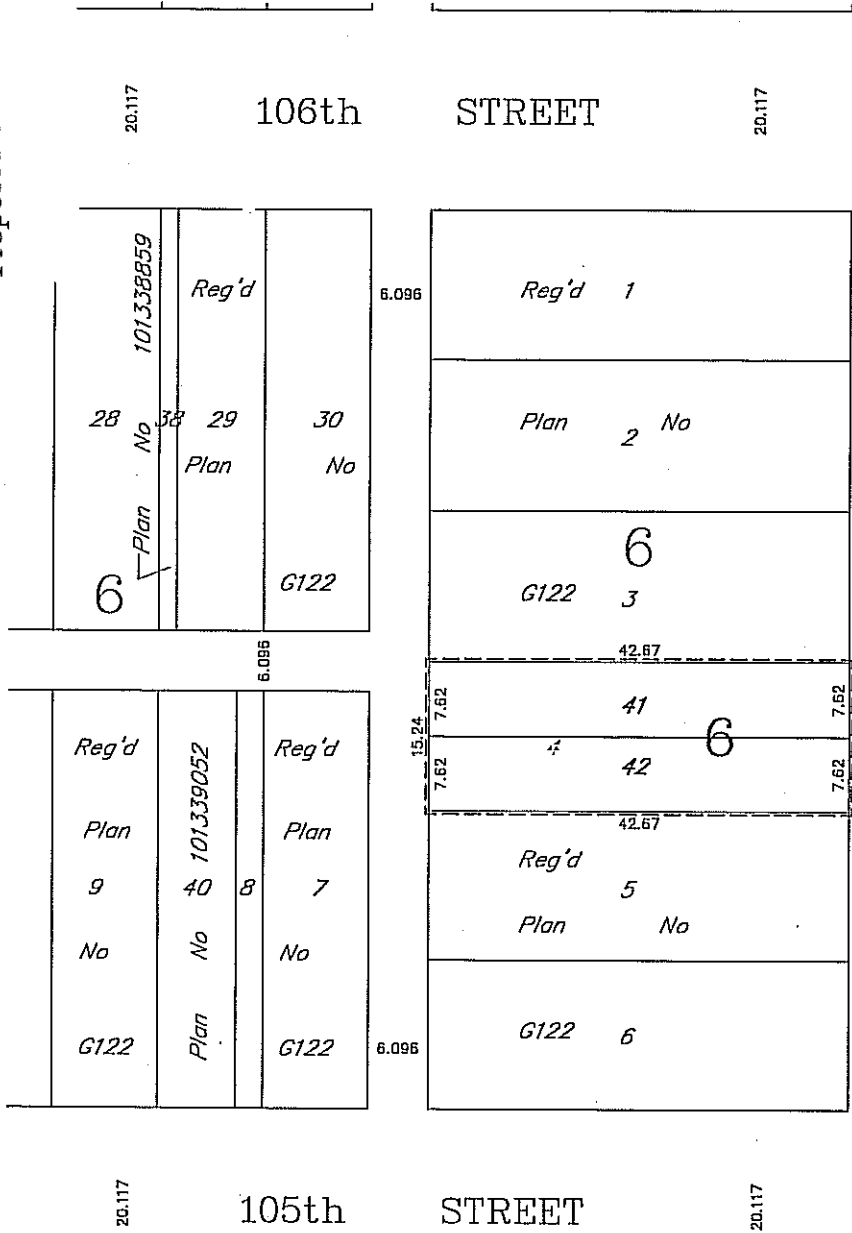 20.117
106th STREET
20.117
Reg'd
6.096
Reg'd 1
28
Plan No 101338859
38
29
30
Plan No
Plan No
2
6
G122
6
G122 3
6.096
42.67
7.62
41
7.62
15.24
4
6
7.62
42
7.62
42.67
Reg'd
Reg'd
Plan
Plan
Plan No 101339052
Reg'd
9
40
8
7
5
No
No
Plan No
G122
G122
6.096
G122 6
20.117
105th STREET
20.117